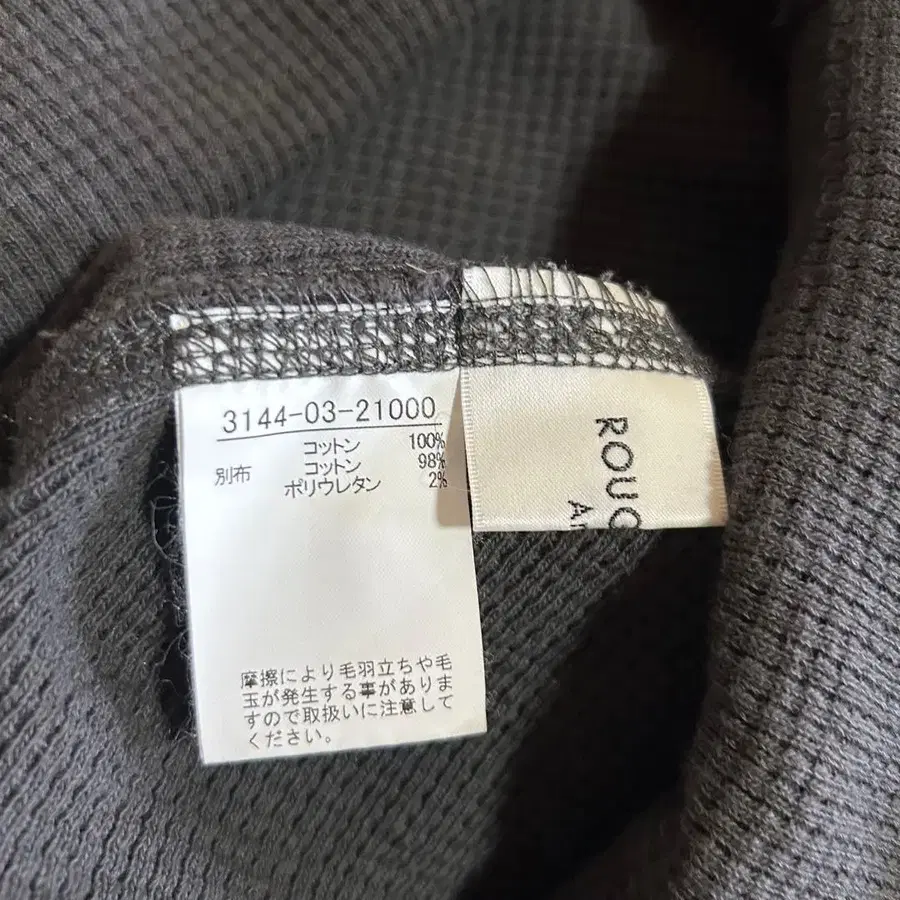 3144-03-21000
コットン 100%
別布 コットン 98%
ポリウレタン 2%
摩擦により毛羽立ちや毛
玉が発生する事がありま
すので取扱いに注意して
ください。